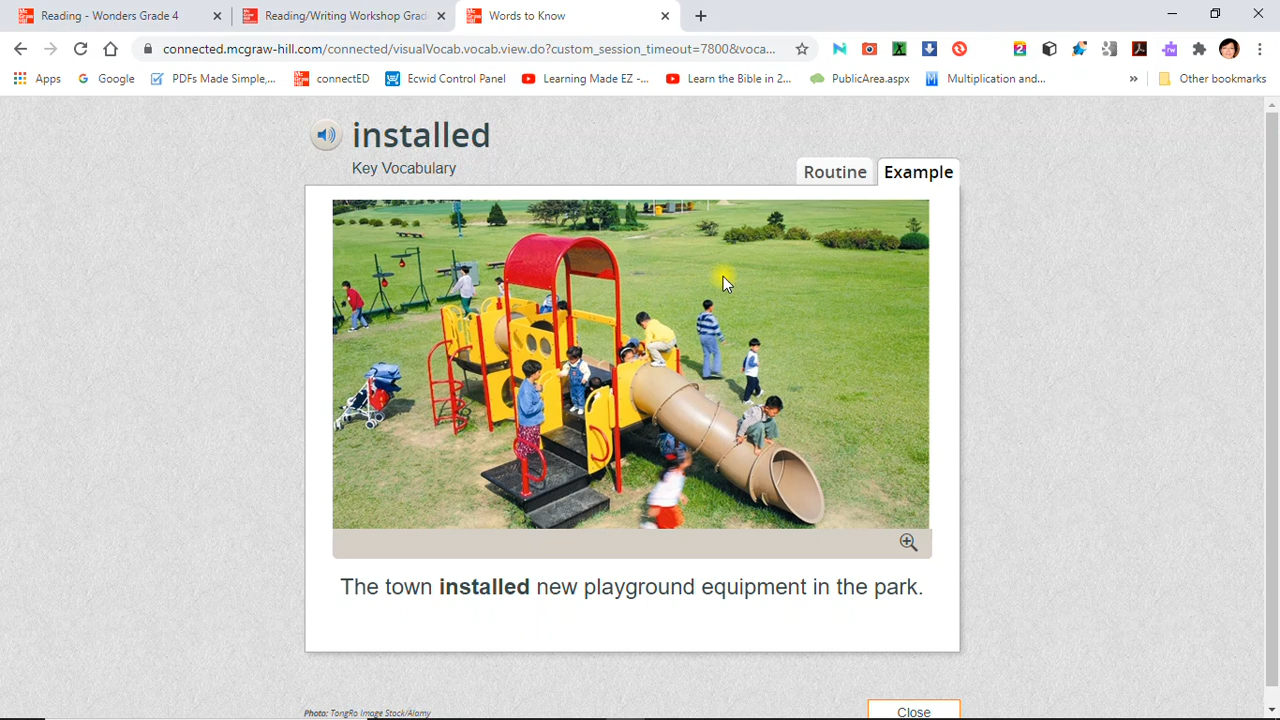 Reading - Wonders Grade 4
Reading/Writing Workshop Grad
Words to Know
connected.mcgraw-hill.com/connected/visualVocab.vocab.view.do?custom_session_timeout=7800&voca...
Apps
Google
PDFs Made Simple,...
connectED
Ecwid Control Panel
Learning Made EZ -...
Learn the Bible in 2...
PublicArea.aspx
Multiplication and...
»
Other bookmarks
installed
Key Vocabulary
Routine
Example
The town installed new playground equipment in the park.
Photo: TongRo Image Stock/Alamy
Close